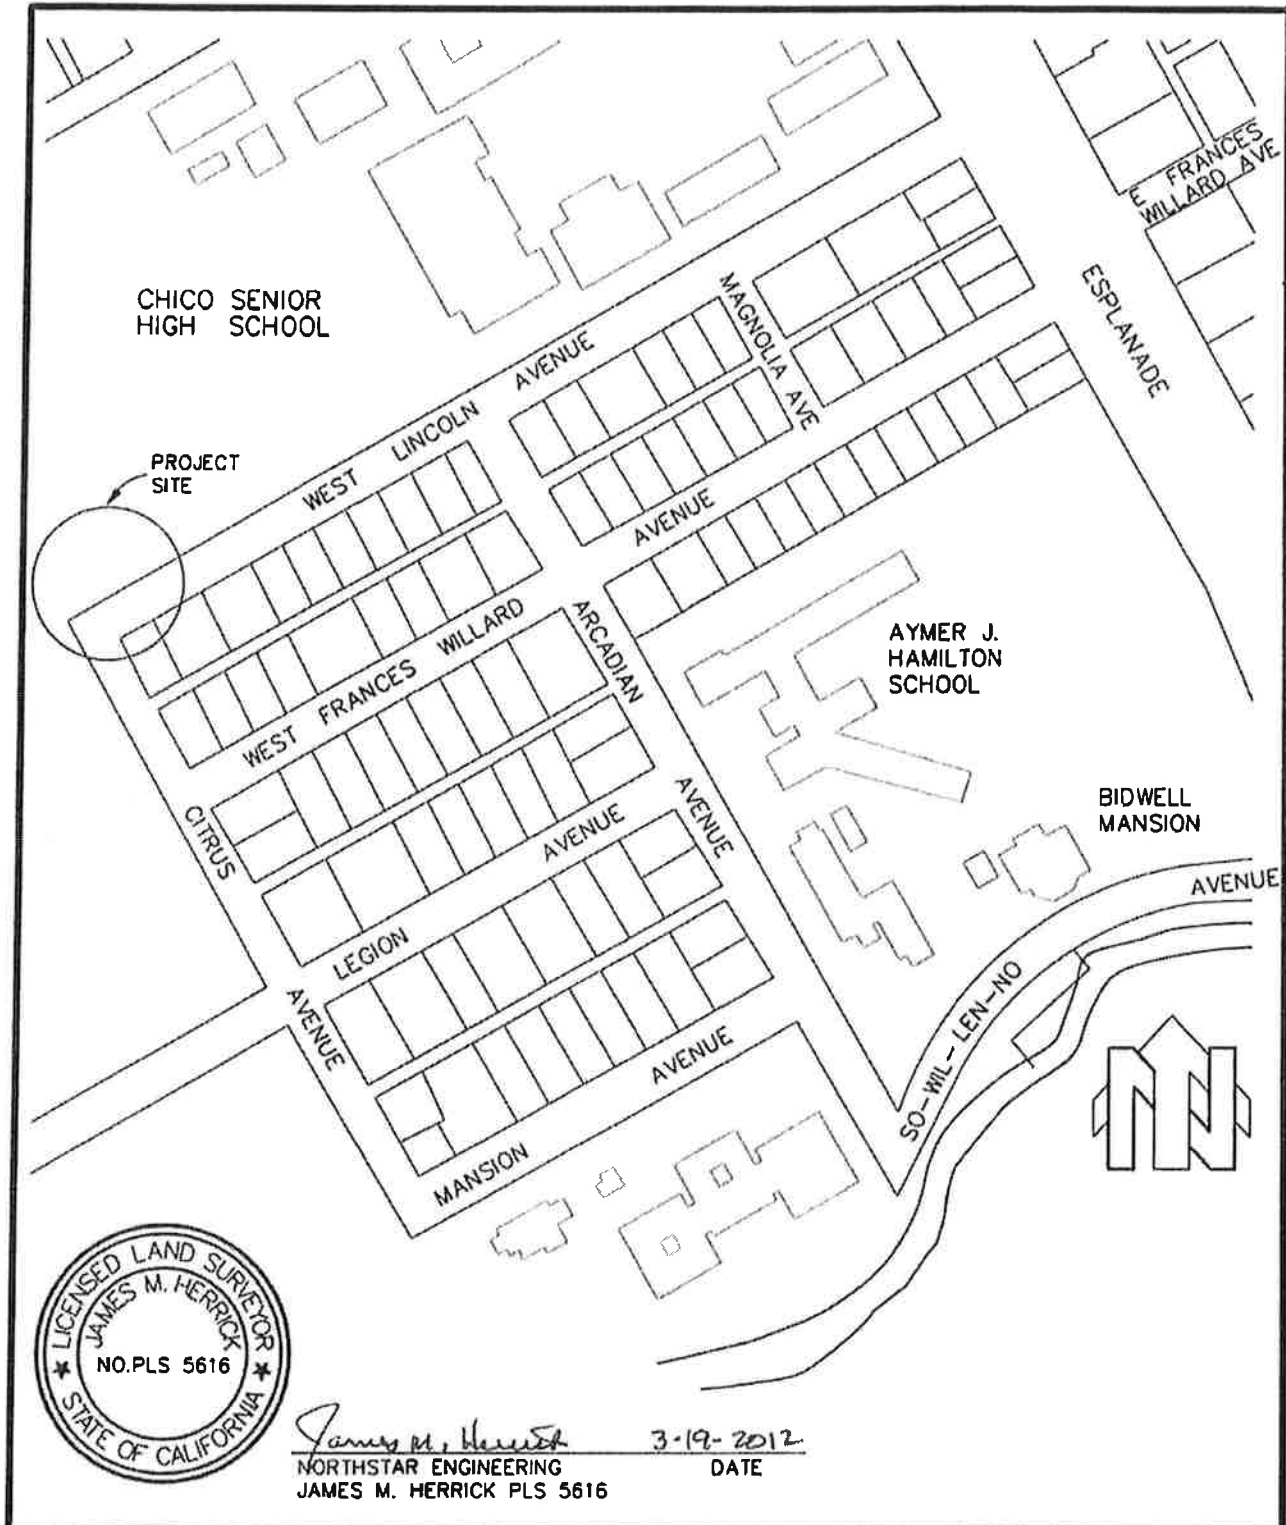 E FRANCES
WILLARD AVE
ESPLANADE
CHICO SENIOR
HIGH SCHOOL
MAGNOLIA AVE
WEST LINCOLN AVENUE
PROJECT
SITE
AVENUE
WEST FRANCES WILLARD
ARCADIAN AVENUE
AYMER J.
HAMILTON
SCHOOL
BIDWELL
MANSION
CITRUS AVENUE
LEGION AVENUE
SO-WIL-LEN-NO AVENUE
MANSION AVENUE
LICENSED LAND SURVEYOR
JAMES M. HERRICK
NO.PLS 5616
STATE OF CALIFORNIA
James M. Herrick 3-19-2012
NORTHSTAR ENGINEERING DATE
JAMES M. HERRICK PLS 5616